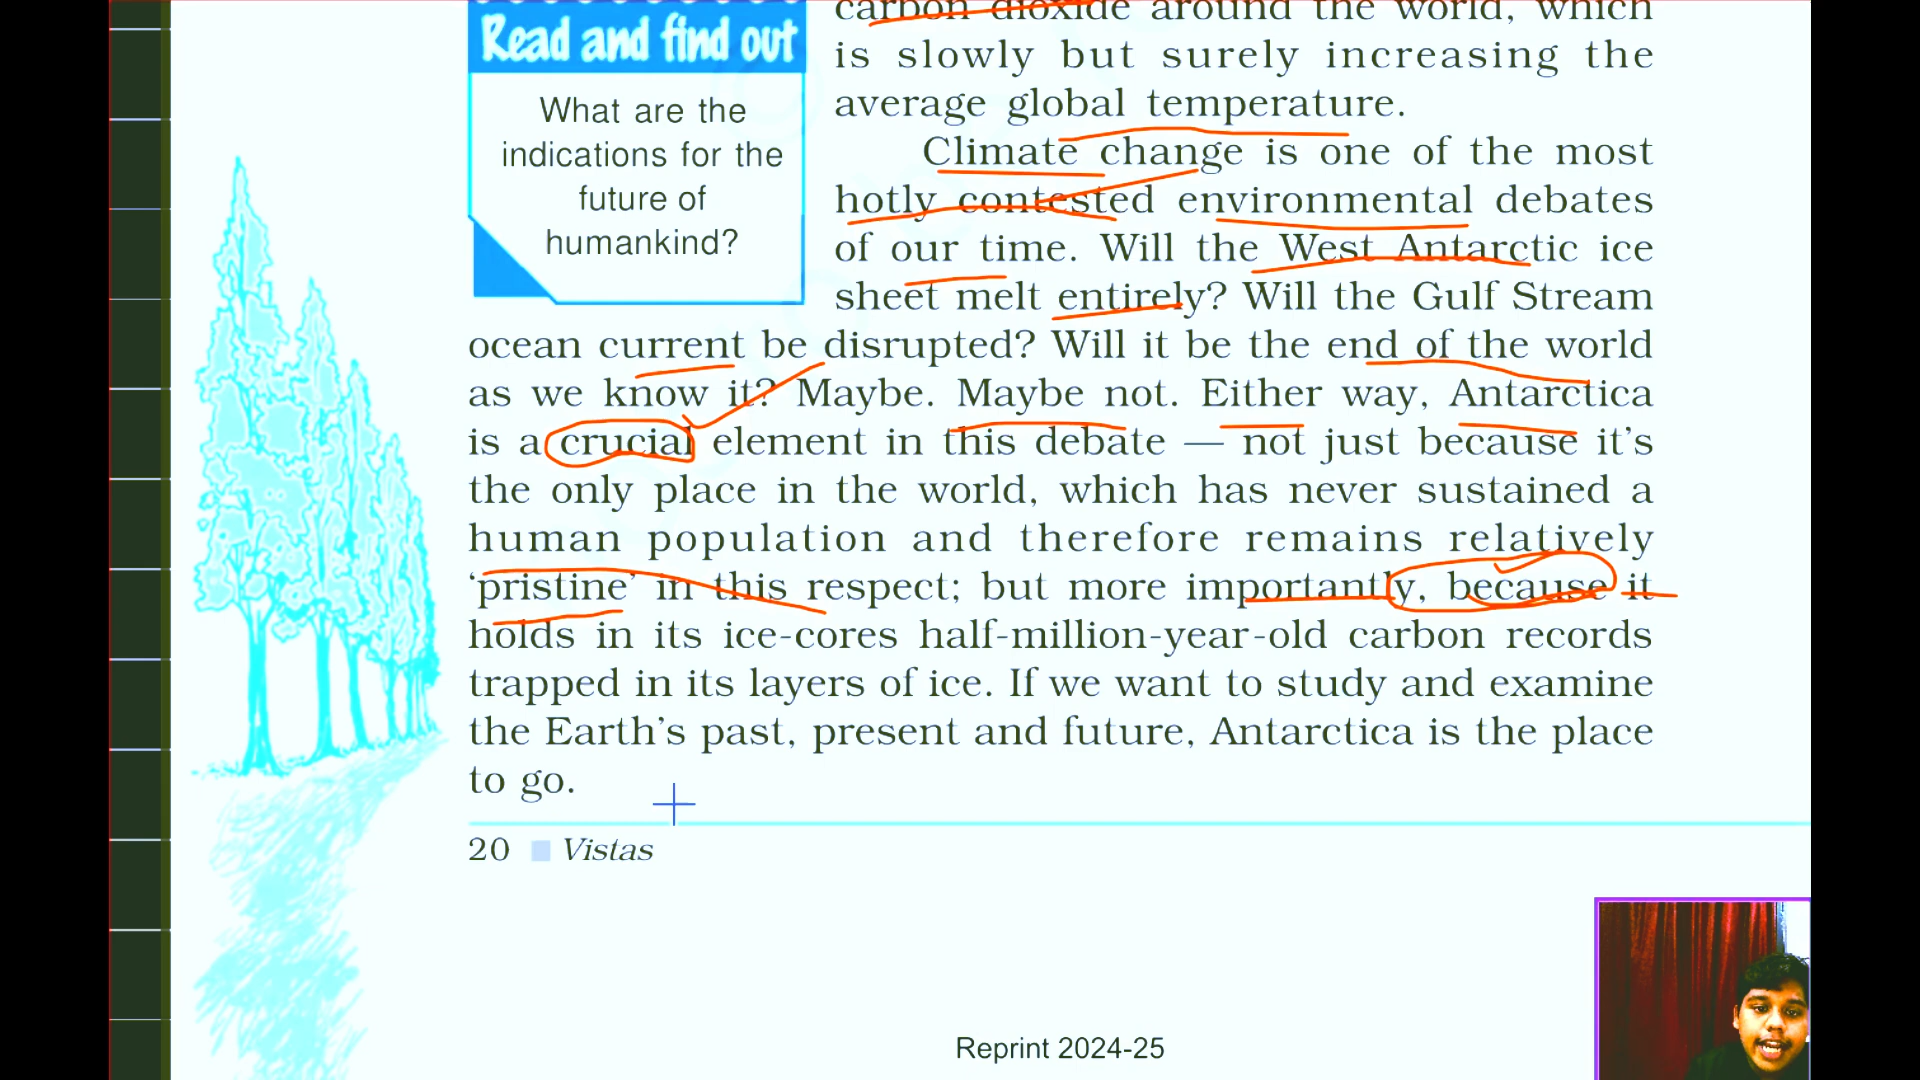 Read and find out
What are the
indications for the
future of
humankind?
carbon dioxide around the world, which
is slowly but surely increasing the
average global temperature.
Climate change is one of the most
hotly contested environmental debates
of our time. Will the West Antarctic ice
sheet melt entirely? Will the Gulf Stream
ocean current be disrupted? Will it be the end of the world
as we know it? Maybe. Maybe not. Either way, Antarctica
is a crucial element in this debate — not just because it’s
the only place in the world, which has never sustained a
human population and therefore remains relatively
‘pristine’ in this respect; but more importantly, because it
holds in its ice-cores half-million-year-old carbon records
trapped in its layers of ice. If we want to study and examine
the Earth’s past, present and future, Antarctica is the place
to go.
20 Vistas
Reprint 2024-25